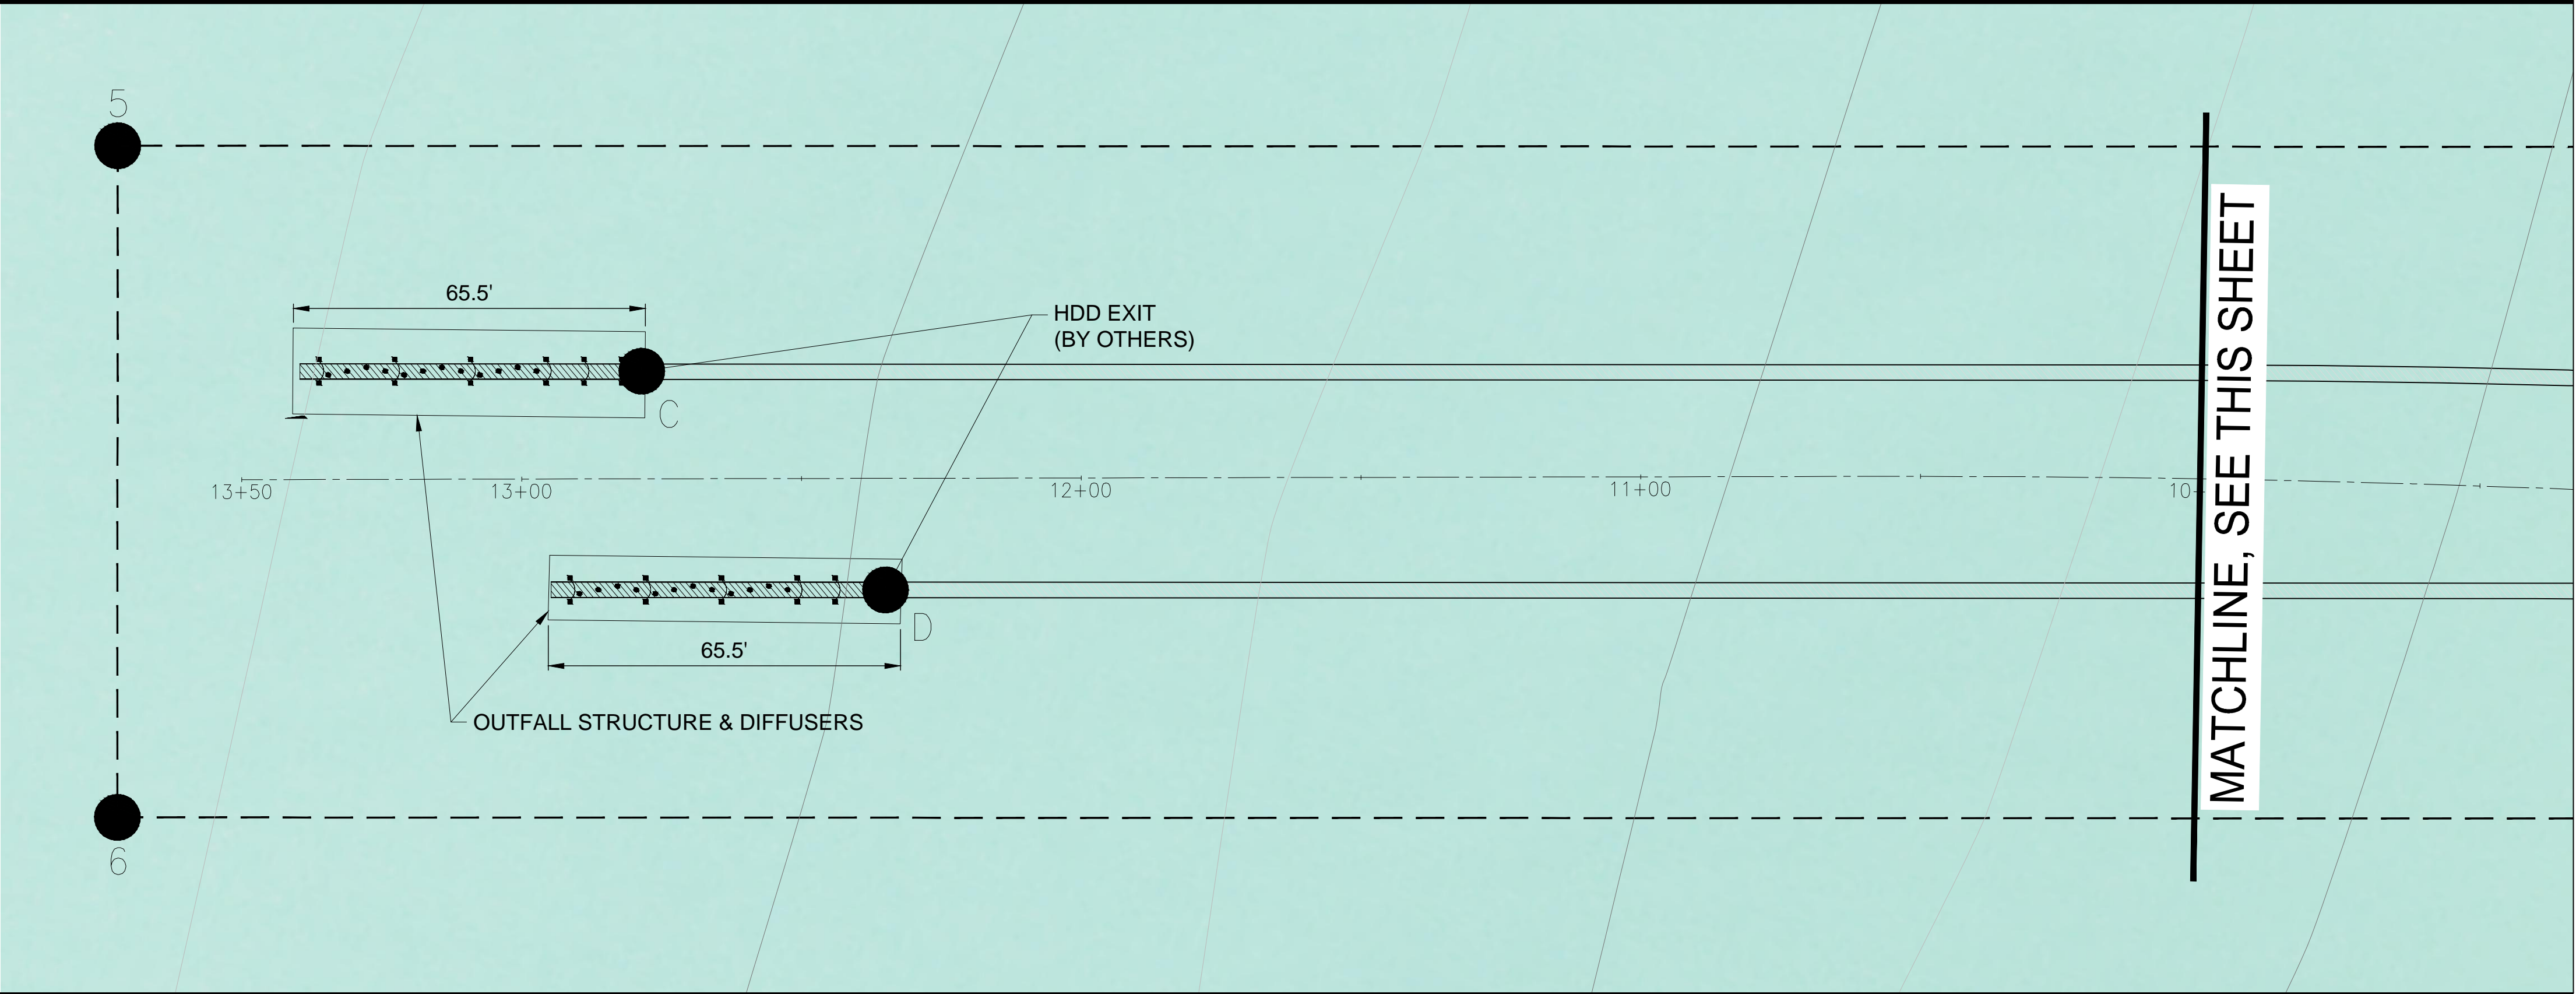 5
65.5'
HDD EXIT
(BY OTHERS)
C
13+50
13+00
12+00
11+00
10
MATCHLINE, SEE THIS SHEET
D
65.5'
OUTFALL STRUCTURE & DIFFUSERS
6